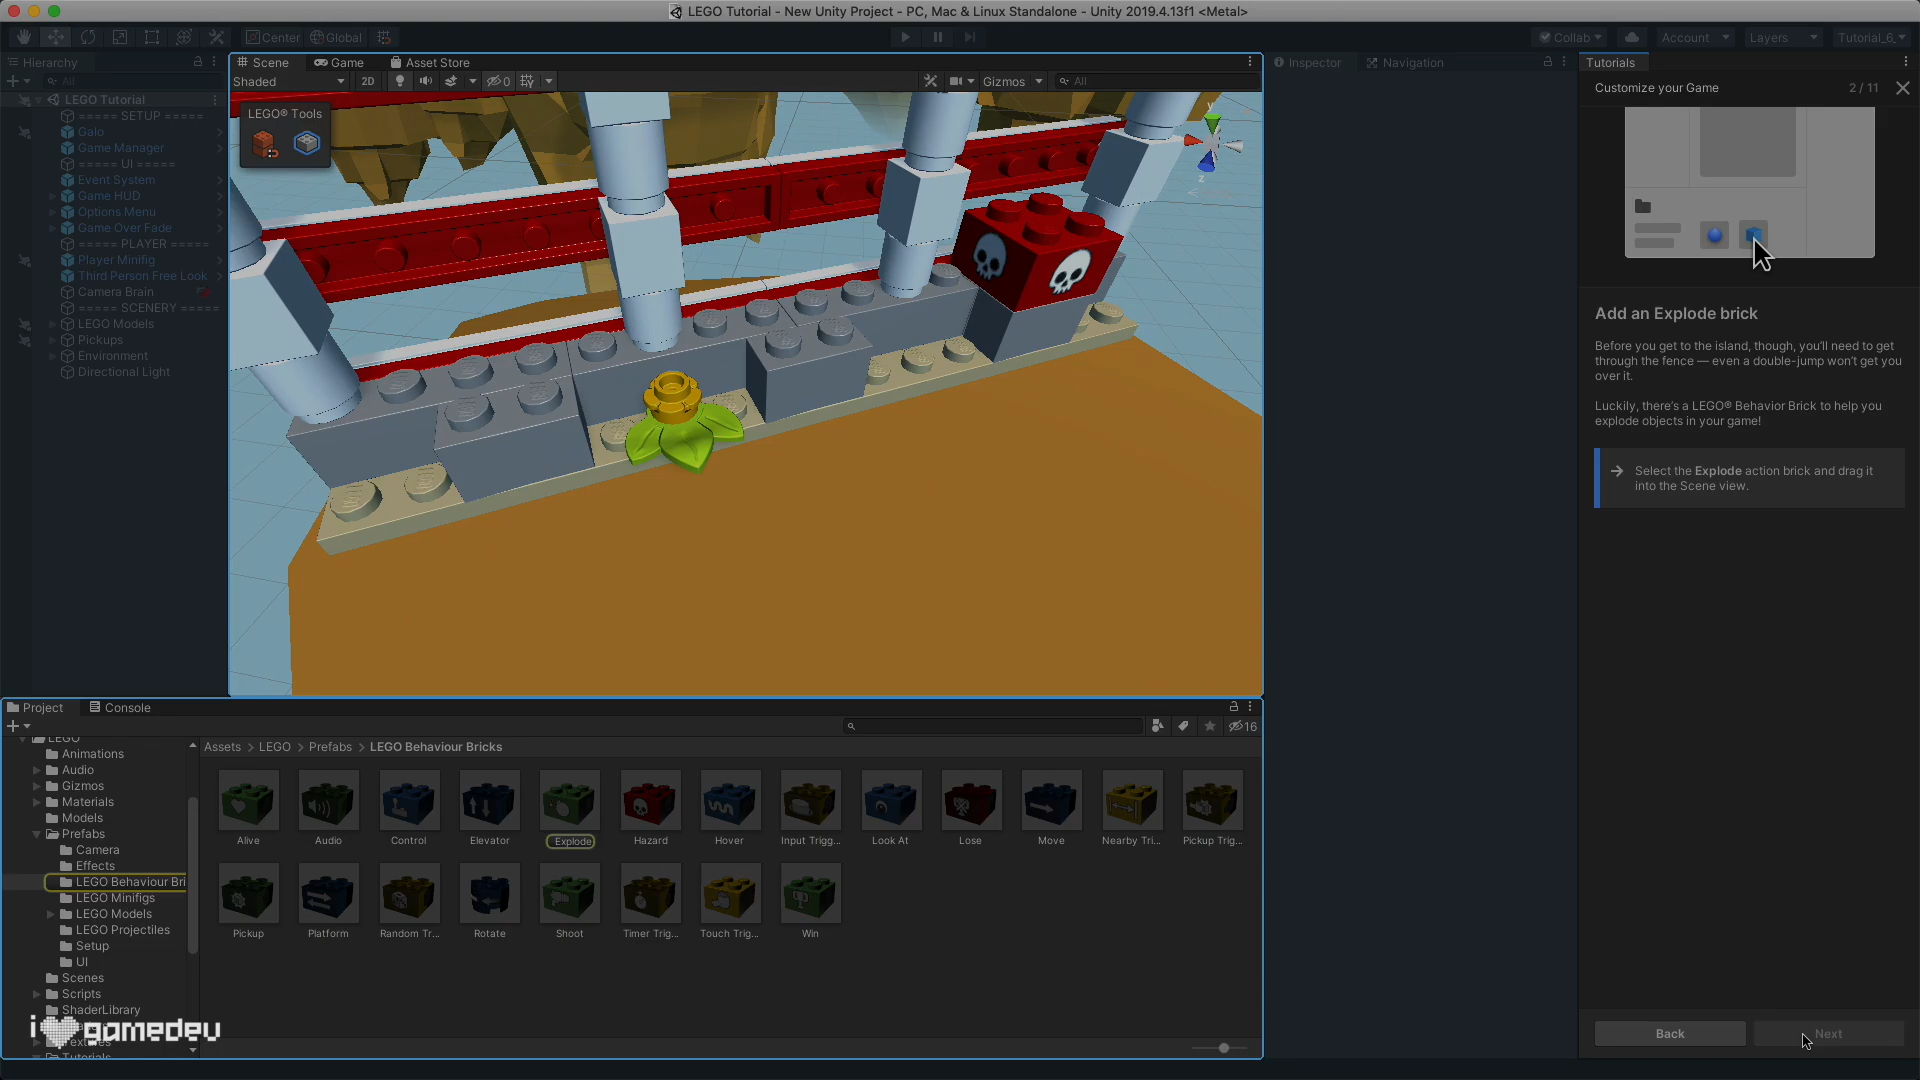 LEGO Tutorial - New Unity Project - PC, Mac & Linux Standalone - Unity 2019.4.13f1 <Metal>
Center
Global
Collab
Account
Layers
Tutorial_6_
Hierarchy
All
LEGO Tutorial
===== SETUP =====
Galo
Game Manager
===== UI =====
Event System
Game HUD
Options Menu
Game Over Fade
===== PLAYER =====
Player Minifig
Third Person Free Look
Camera Brain
===== SCENERY =====
LEGO Models
Pickups
Environment
Directional Light
Scene
Game
Asset Store
Shaded
2D
0
Gizmos
All
LEGO® Tools
y
z
Inspector
Navigation
Tutorials
Customize your Game
2 / 11
Add an Explode brick
Before you get to the island, though, you'll need to get
through the fence — even a double-jump won't get you
over it.
Luckily, there's a LEGO® Behavior Brick to help you
explode objects in your game!
Select the Explode action brick and drag it
into the Scene view.
Back
Next
Project
Console
16
LEGO
Animations
Audio
Gizmos
Materials
Models
Prefabs
Camera
Effects
LEGO Behaviour Bri
LEGO Minifigs
LEGO Models
LEGO Projectiles
Setup
UI
Scenes
Scripts
ShaderLibrary
Textures
Tutorials
Assets > LEGO > Prefabs > LEGO Behaviour Bricks
Alive
Audio
Control
Elevator
Explode
Hazard
Hover
Input Trigg...
Look At
Lose
Move
Nearby Tri...
Pickup Trig...
Pickup
Platform
Random Tr...
Rotate
Shoot
Timer Trig...
Touch Trig...
Win
i gamedev